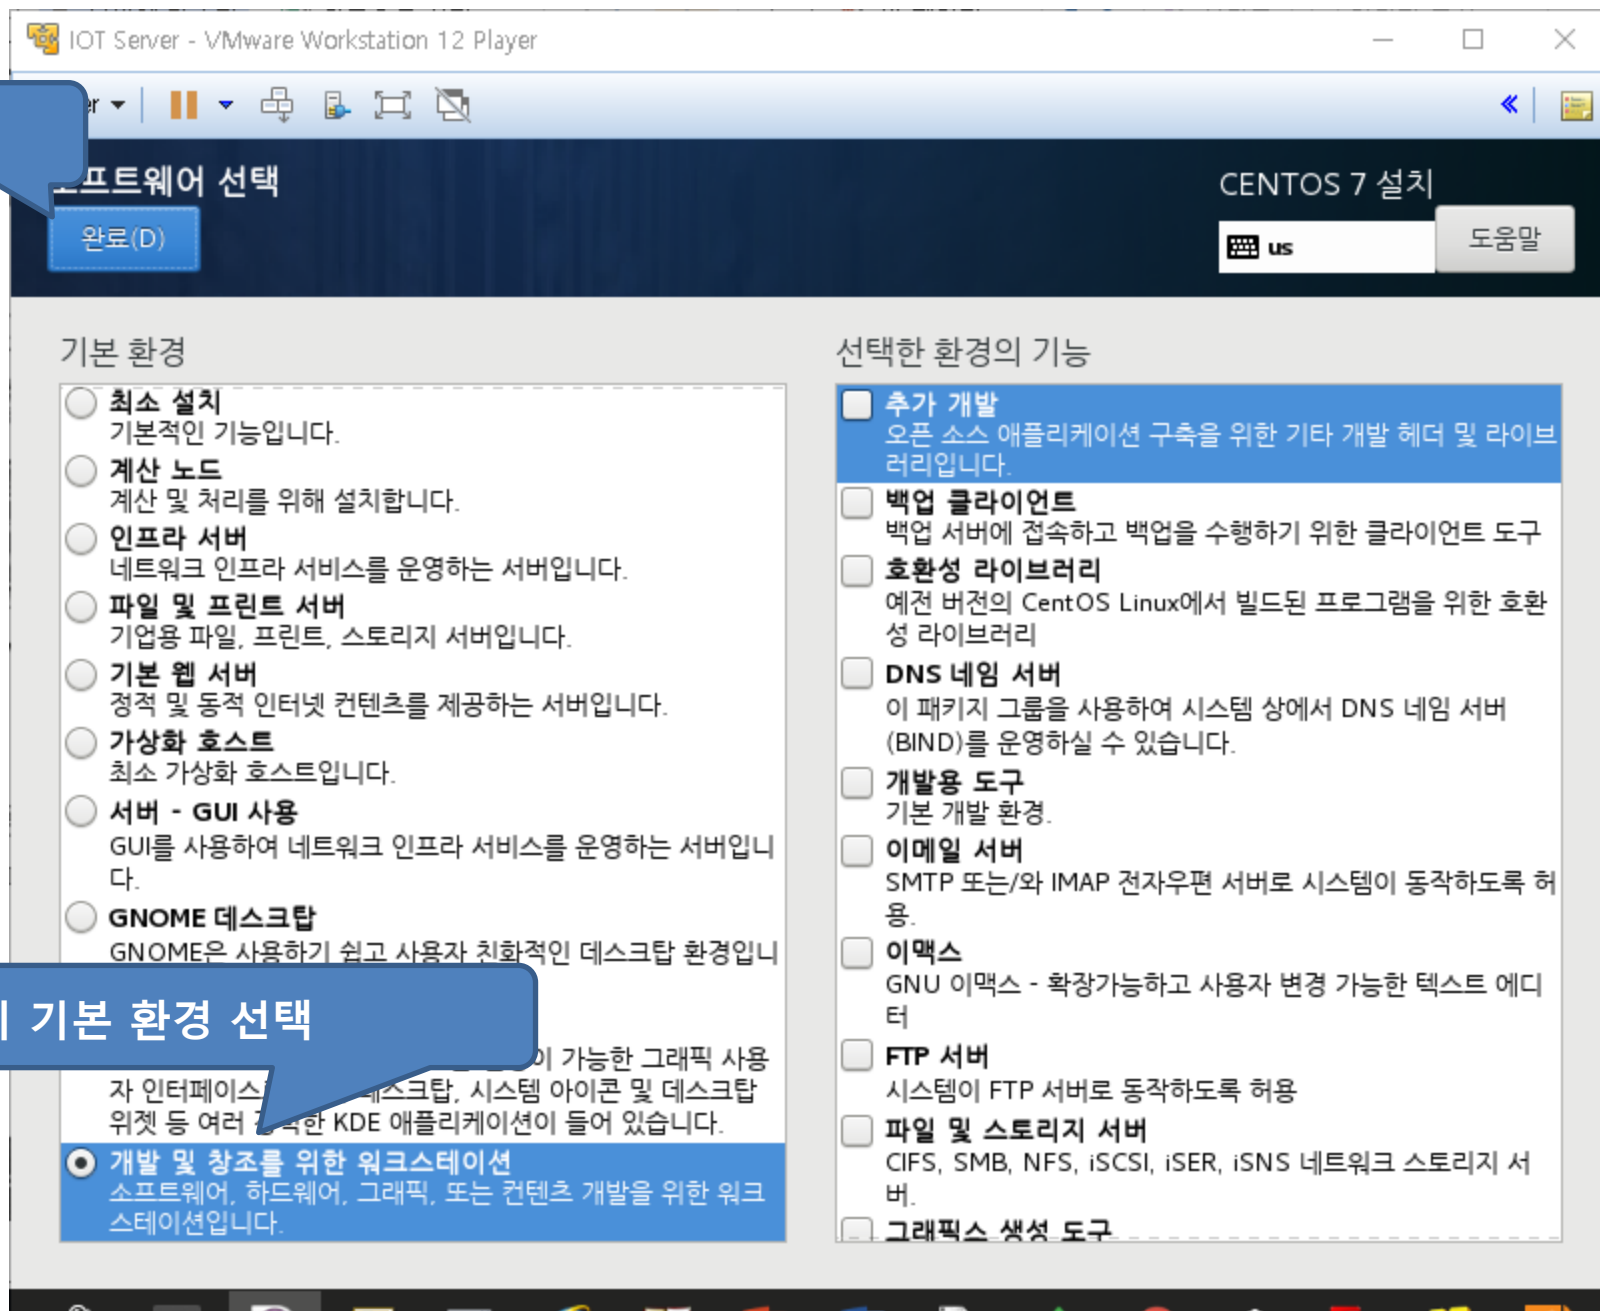 IOT Server - VMware Workstation 12 Player
소프트웨어 선택
CENTOS 7 설치
완료(D)
us
도움말
기본 환경
최소 설치
기본적인 기능입니다.
계산 노드
계산 및 처리를 위해 설치합니다.
인프라 서버
네트워크 인프라 서비스를 운영하는 서버입니다.
파일 및 프린트 서버
기업용 파일, 프린트, 스토리지 서버입니다.
기본 웹 서버
정적 및 동적 인터넷 컨텐츠를 제공하는 서버입니다.
가상화 호스트
최소 가상화 호스트입니다.
서버 - GUI 사용
GUI를 사용하여 네트워크 인프라 서비스를 운영하는 서버입니
다.
GNOME 데스크탑
GNOME은 사용하기 쉽고 사용자 친화적인 데스크탑 환경입니
기본 환경 선택
가능한 그래픽 사용
자 인터페이스 데스크탑, 시스템 아이콘 및 데스크탑
위젯 등 여러 KDE 애플리케이션이 들어 있습니다.
개발 및 창조를 위한 워크스테이션
소프트웨어, 하드웨어, 그래픽, 또는 컨텐츠 개발을 위한 워크
스테이션입니다.
선택한 환경의 기능
추가 개발
오픈 소스 애플리케이션 구축을 위한 기타 개발 헤더 및 라이브
러리입니다.
백업 클라이언트
백업 서버에 접속하고 백업을 수행하기 위한 클라이언트 도구
호환성 라이브러리
예전 버전의 CentOS Linux에서 빌드된 프로그램을 위한 호환
성 라이브러리
DNS 네임 서버
이 패키지 그룹을 사용하여 시스템 상에서 DNS 네임 서버
(BIND)를 운영하실 수 있습니다.
개발용 도구
기본 개발 환경.
이메일 서버
SMTP 또는/와 IMAP 전자우편 서버로 시스템이 동작하도록 허
용.
이맥스
GNU 이맥스 - 확장가능하고 사용자 변경 가능한 텍스트 에디
터
FTP 서버
시스템이 FTP 서버로 동작하도록 허용
파일 및 스토리지 서버
CIFS, SMB, NFS, iSCSI, iSER, iSNS 네트워크 스토리지 서
버.
그래픽스 생성 도구